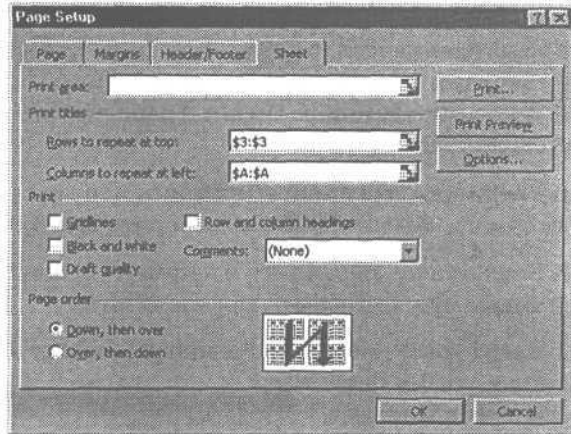 Page Setup
Page Margins Header/Footer Sheet
Print area:
Print...
Print titles
Rows to repeat at top: $3:$3
Print Preview
Columns to repeat at left: $A:$A
Options...
Print
Gridlines
Row and column headings
Black and white
Comments: (None)
Draft quality
Page order
Down, then over
Over, then down
OK Cancel